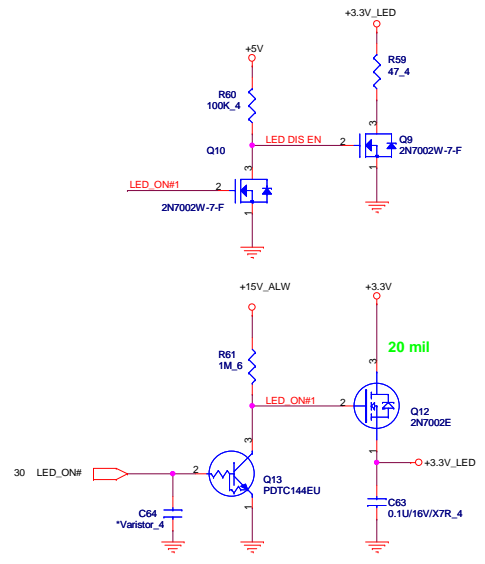 +3.3V_LED
+5V
R59
47_4
R60
100K_4
3
LED DIS EN
2
Q9
2N7002W-7-F
1
Q10
3
LED_ON#1
2
2N7002W-7-F
1
+15V_ALW
+3.3V
20 mil
R61
1M_6
3
LED_ON#1
2
Q12
2N7002E
1
+3.3V_LED
3
30 LED_ON#
2
Q13
PDTC144EU
1
C64
*Varistor_4
C63
0.1U/16V/X7R_4